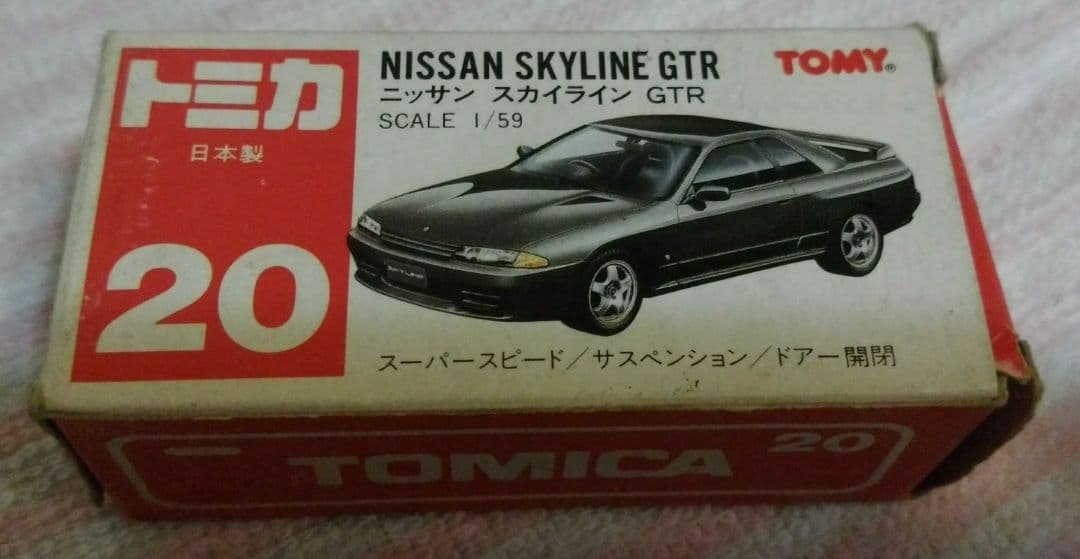 トミカ
日本製
20
NISSAN SKYLINE GTR
TOMY®
ニッサン スカイライン GTR
SCALE 1/59
SKYLINE
スーパースピード/サスペンション/ドアー開閉
TOMICA
20